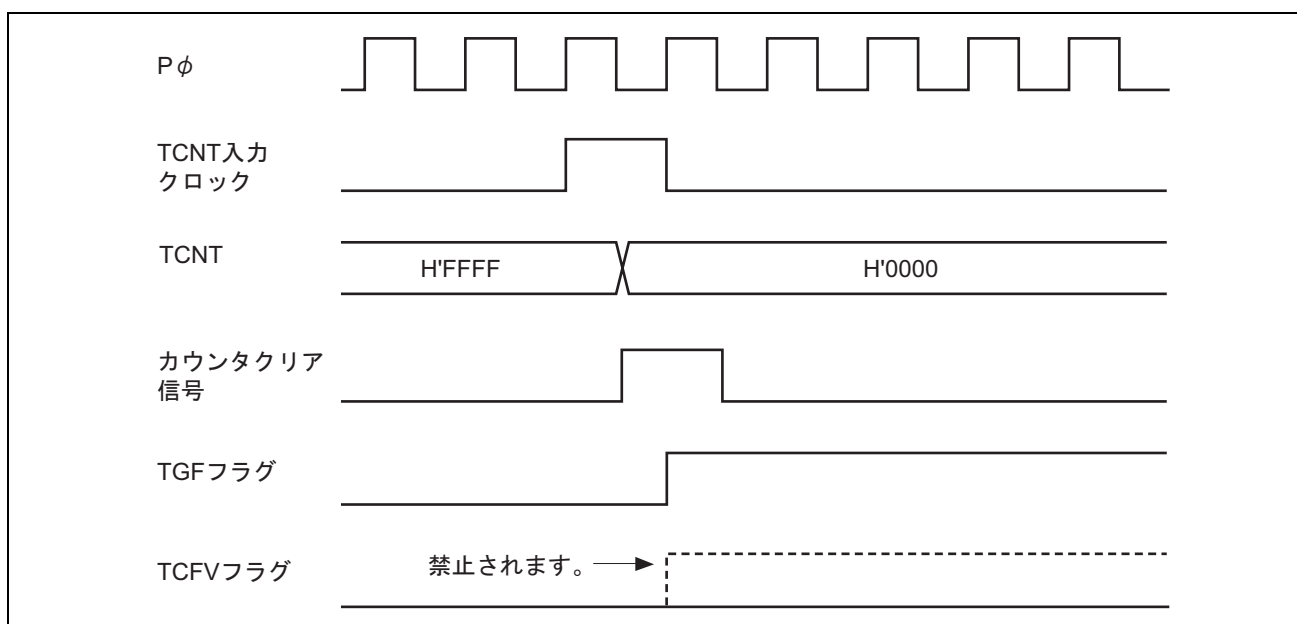 Pφ
TCNT入力
クロック
TCNT
H'FFFF
H'0000
カウンタクリア
信号
TGFフラグ
TCFVフラグ
禁止されます。